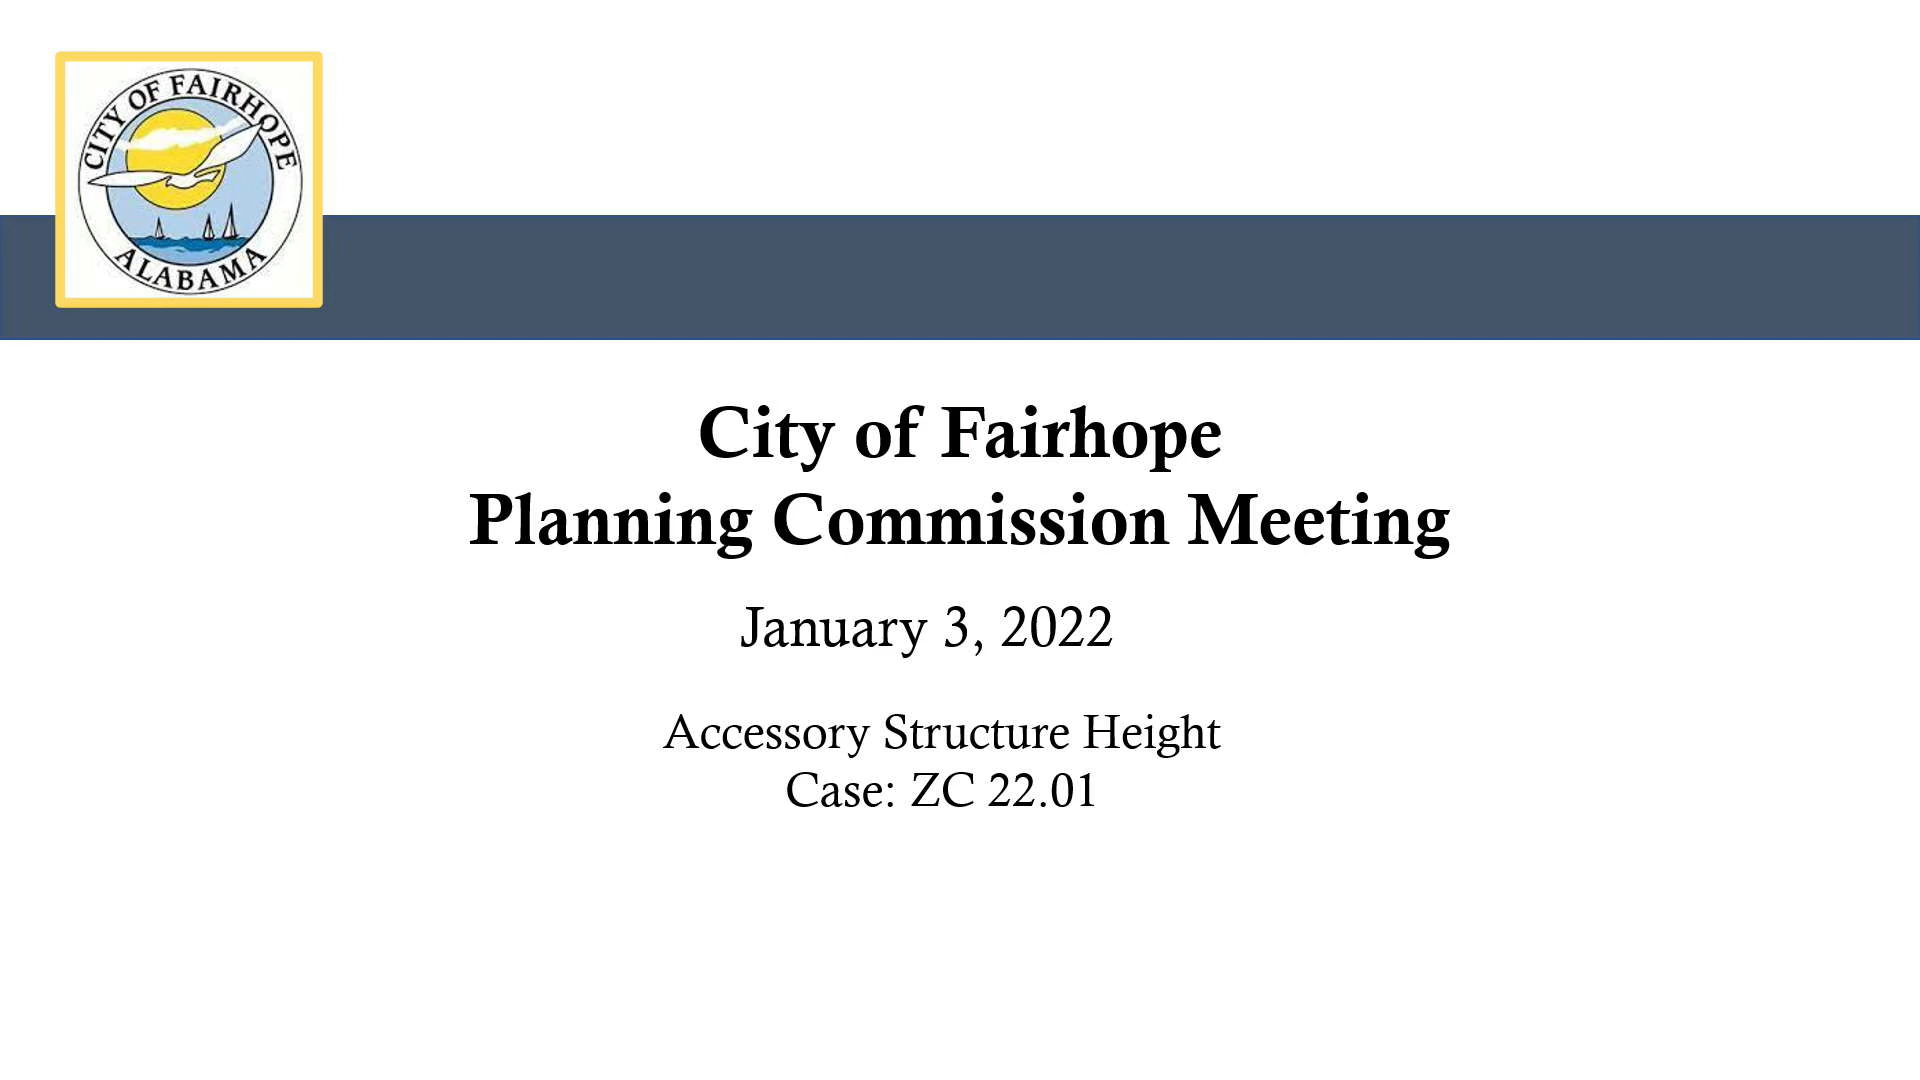 CITY OF FAIRHOPE
ALABAMA
City of Fairhope
Planning Commission Meeting
January 3, 2022
Accessory Structure Height
Case: ZC 22.01